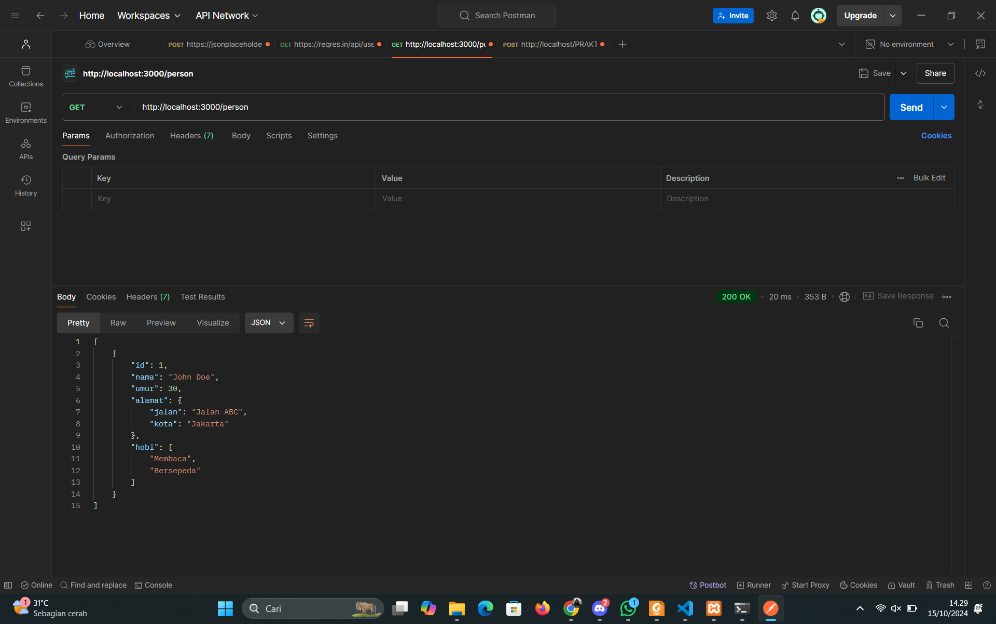 Home Workspaces API Network Search Postman Invite Upgrade
Overview POST https://jsonplaceholde GET https://reqres.in/api/use GET http://localhost:3000/pe POST http://localhost/PRAKT No environment
http://localhost:3000/person Save Share
GET http://localhost:3000/person Send
Params Authorization Headers (7) Body Scripts Settings Cookies
Query Params
Key Value Description Bulk Edit
Key Value Description
Collections
Environments
APIs
History
Body Cookies Headers (7) Test Results 200 OK 20 ms 353 B Save Response
Pretty Raw Preview Visualize JSON
1 [
2 {
3 "id": 1,
4 "nama": "John Doe",
5 "umur": 30,
6 "alamat": {
7 "jalan": "Jalan ABC",
8 "kota": "Jakarta"
9 },
10 "hobi": [
11 "Membaca",
12 "Bersepeda"
13 ]
14 }
15 ]
Online Find and replace Console Postbot Runner Start Proxy Cookies Vault Trash
1 31°C
Sebagian cerah
Cari
2
1
14.29
15/10/2024